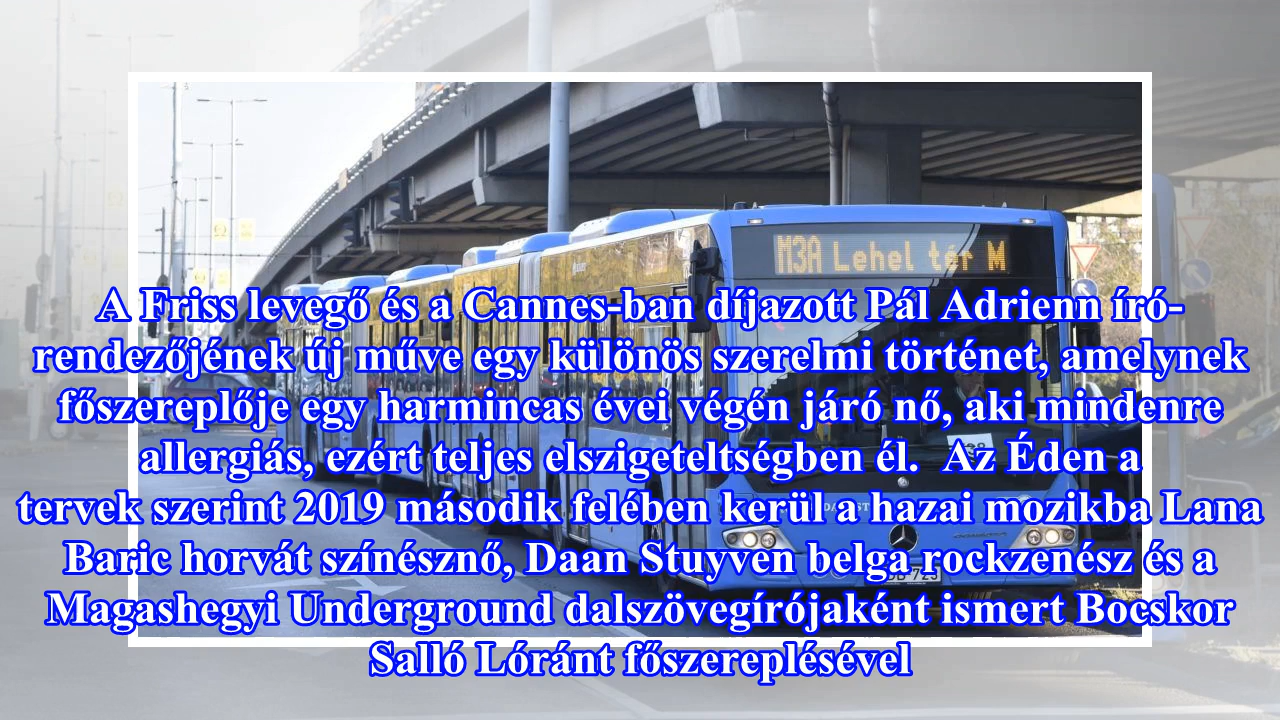 M3A Lehel tér M
A Friss levegő és a Cannes-ban díjazott Pál Adrienn író-
rendezőjének új műve egy különös szerelmi történet, amelynek
főszereplője egy harmincas évei végén járó nő, aki mindenre
allergiás, ezért teljes elszigeteltségben él.  Az Éden a
tervek szerint 2019 második felében kerül a hazai mozikba Lana
Baric horvát színésznő, Daan Stuyven belga rockzenész és a
Magashegyi Underground dalszövegírójaként ismert Bocskor
Salló Lóránt főszereplésével